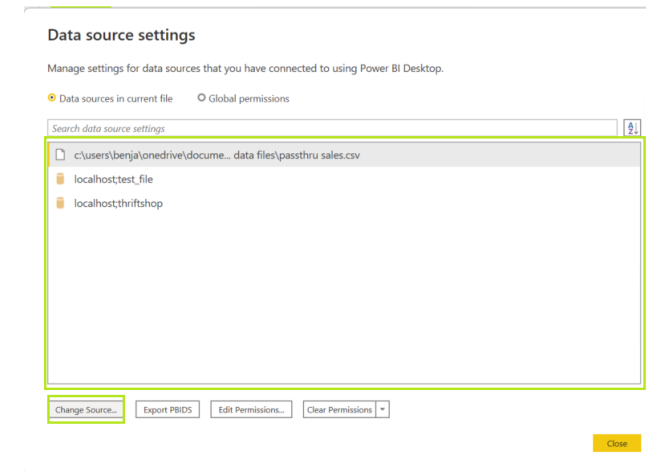 Data source settings
Manage settings for data sources that you have connected to using Power BI Desktop.
Data sources in current file Global permissions
Search data source settings
c:\users\benja\onedrive\docume... data files\passthru sales.csv
localhost;test_file
localhost;thriftshop
Change Source... Export PBIDS Edit Permissions... Clear Permissions
Close